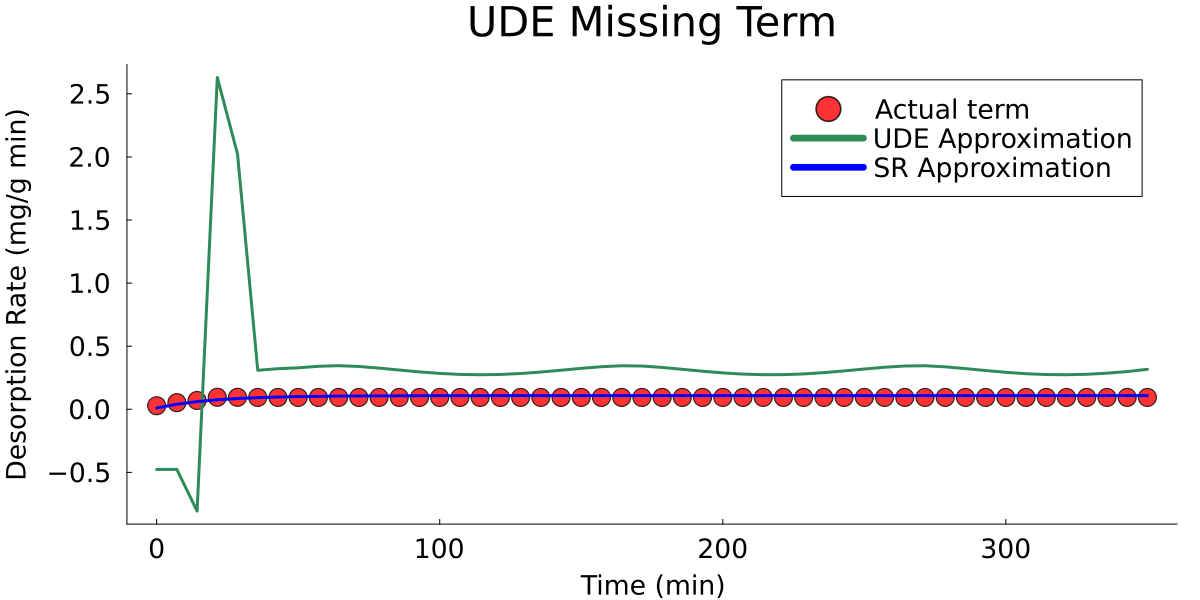 UDE Missing Term
Actual term
UDE Approximation
SR Approximation
Desorption Rate (mg/g min)
2.5
2.0
1.5
1.0
0.5
0.0
−0.5
0
100
200
300
Time (min)